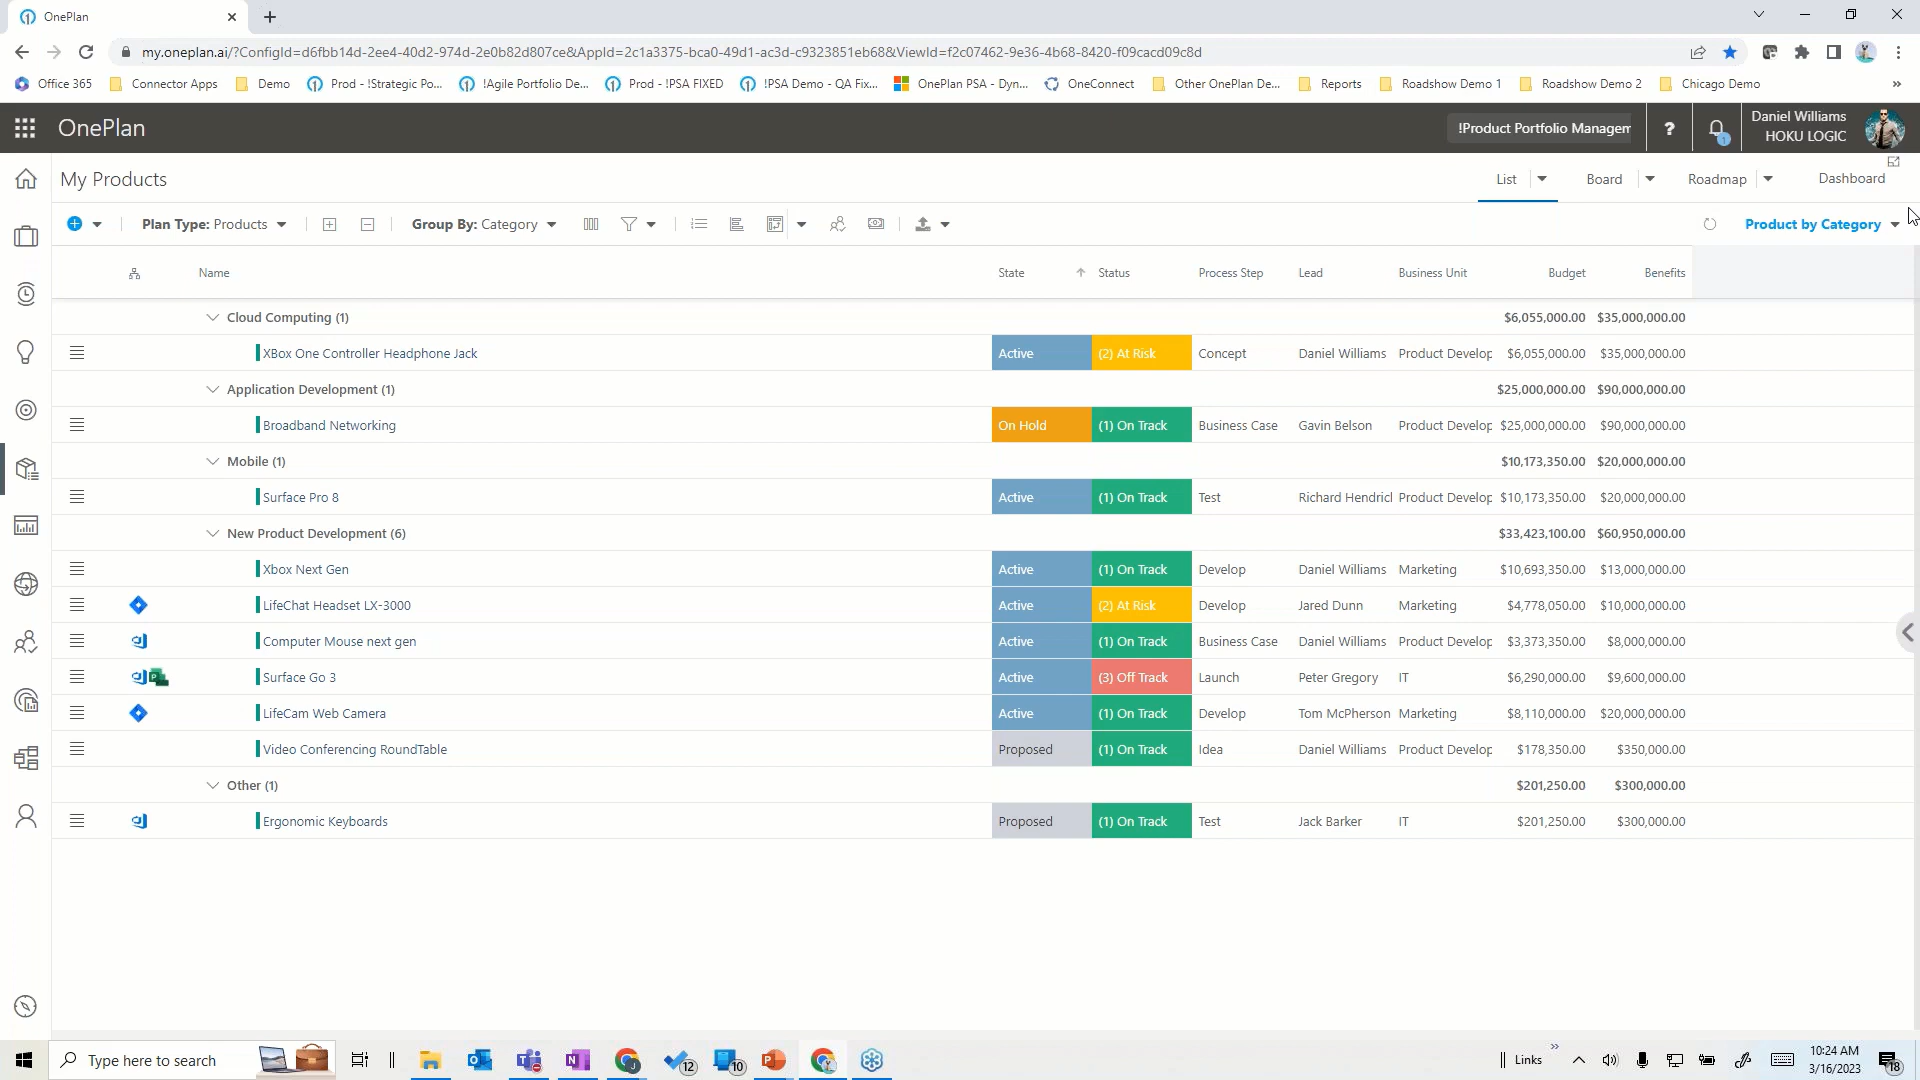 OnePlan
my.oneplan.ai/?ConfigId=d6fbb14d-2ee4-40d2-974d-2e0b82d807ce&AppId=2c1a3375-bca0-49d1-ac3d-c9323851eb68&ViewId=f2c07462-9e36-4b68-8420-f09cacd09c8d
Office 365 Connector Apps Demo Prod - !Strategic Po... !Agile Portfolio De... Prod - !PSA FIXED !PSA Demo - QA Fix... OnePlan PSA - Dyn... OneConnect Other OnePlan De... Reports Roadshow Demo 1 Roadshow Demo 2 Chicago Demo »
OnePlan !Product Portfolio Managem ? 1 Daniel Williams
HOKU LOGIC
My Products List Board Roadmap Dashboard
Plan Type: Products Group By: Category Product by Category
Name State Status Process Step Lead Business Unit Budget Benefits
Cloud Computing (1) $6,055,000.00 $35,000,000.00
XBox One Controller Headphone Jack Active (2) At Risk Concept Daniel Williams Product Develop $6,055,000.00 $35,000,000.00
Application Development (1) $25,000,000.00 $90,000,000.00
Broadband Networking On Hold (1) On Track Business Case Gavin Belson Product Develop $25,000,000.00 $90,000,000.00
Mobile (1) $10,173,350.00 $20,000,000.00
Surface Pro 8 Active (1) On Track Test Richard Hendricl Product Develop $10,173,350.00 $20,000,000.00
New Product Development (6) $33,423,100.00 $60,950,000.00
Xbox Next Gen Active (1) On Track Develop Daniel Williams Marketing $10,693,350.00 $13,000,000.00
LifeChat Headset LX-3000 Active (2) At Risk Develop Jared Dunn Marketing $4,778,050.00 $10,000,000.00
Computer Mouse next gen Active (1) On Track Business Case Daniel Williams Product Develop $3,373,350.00 $8,000,000.00
Surface Go 3 Active (3) Off Track Launch Peter Gregory IT $6,290,000.00 $9,600,000.00
LifeCam Web Camera Active (1) On Track Develop Tom McPherson Marketing $8,110,000.00 $20,000,000.00
Video Conferencing RoundTable Proposed (1) On Track Idea Daniel Williams Product Develop $178,350.00 $350,000.00
Other (1) $201,250.00 $300,000.00
Ergonomic Keyboards Proposed (1) On Track Test Jack Barker IT $201,250.00 $300,000.00
Type here to search 12 10 Links » 10:24 AM
3/16/2023 18